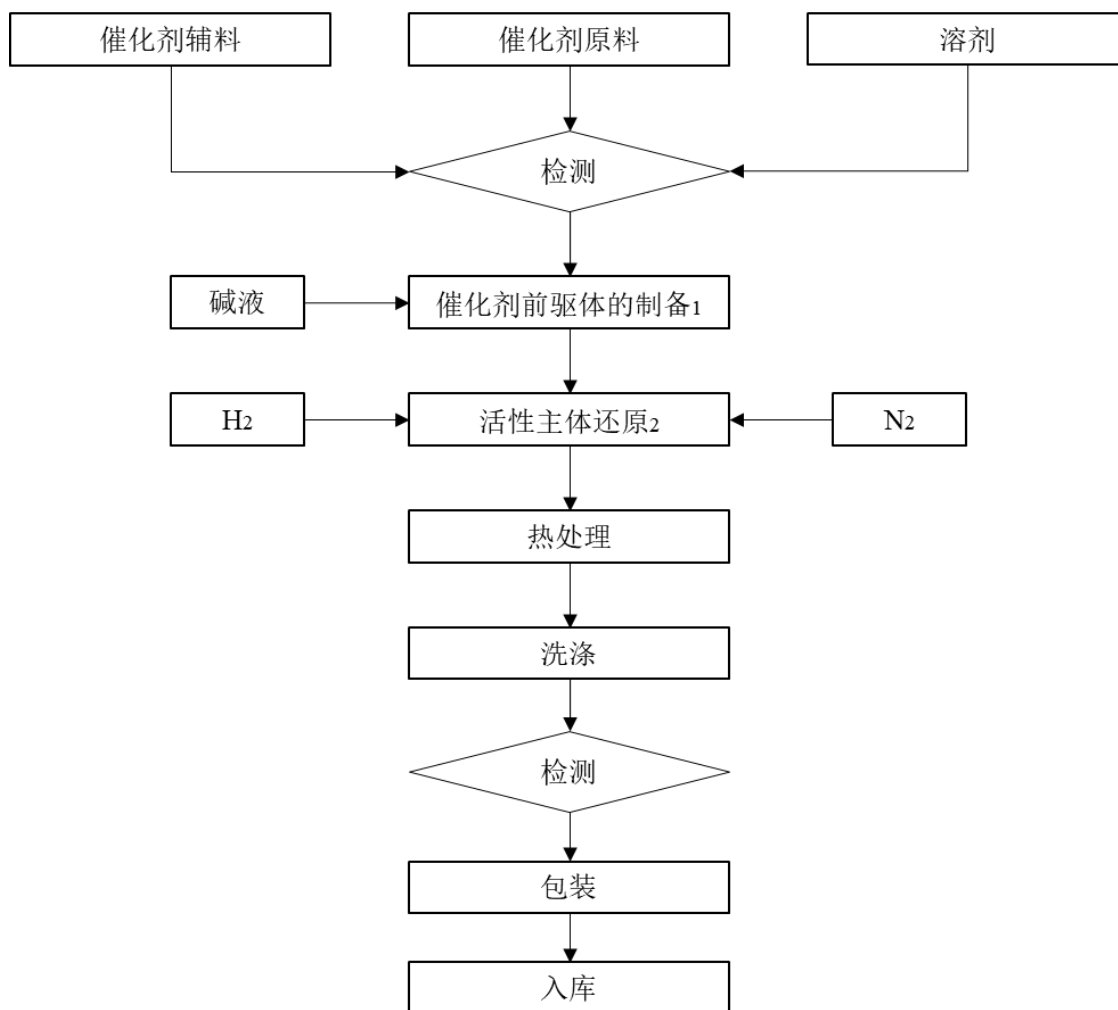 催化剂辅料
催化剂原料
溶剂
检测
碱液
催化剂前驱体的制备1
H2
活性主体还原2
N2
热处理
洗涤
检测
包装
入库